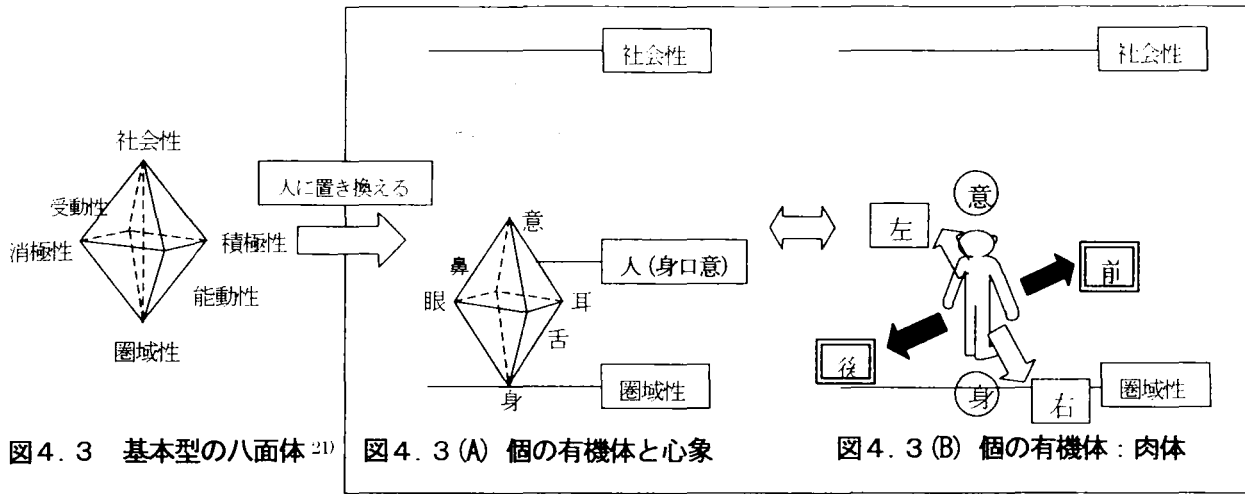 社会性
受動性
消極性
積極性
能動性
圏域性
図4.3 基本型の八面体 21)
人に置き換える
社会性
意
鼻
眼
耳
舌
身
人(身口意)
圏域性
図4.3(A) 個の有機体と心象
社会性
意
左
前
後
身
右
圏域性
図4.3(B) 個の有機体:肉体